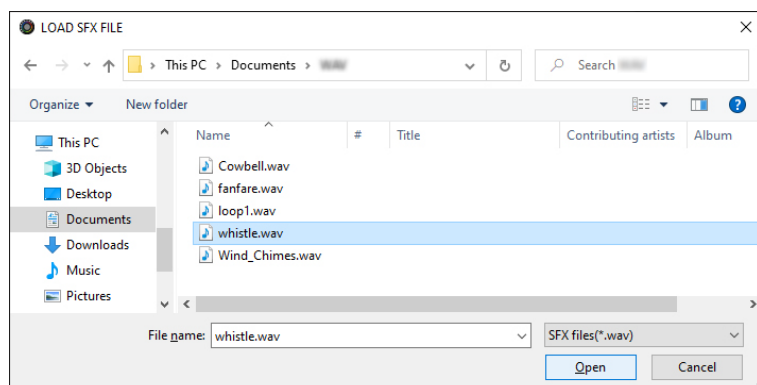 LOAD SFX FILE
This PC > Documents >
Search
Organize New folder
Name # Title Contributing artists Album
This PC
3D Objects
Desktop
Documents
Downloads
Music
Pictures
Cowbell.wav
fanfare.wav
loop1.wav
whistle.wav
Wind_Chimes.wav
File name: whistle.wav SFX files(*.wav)
Open Cancel